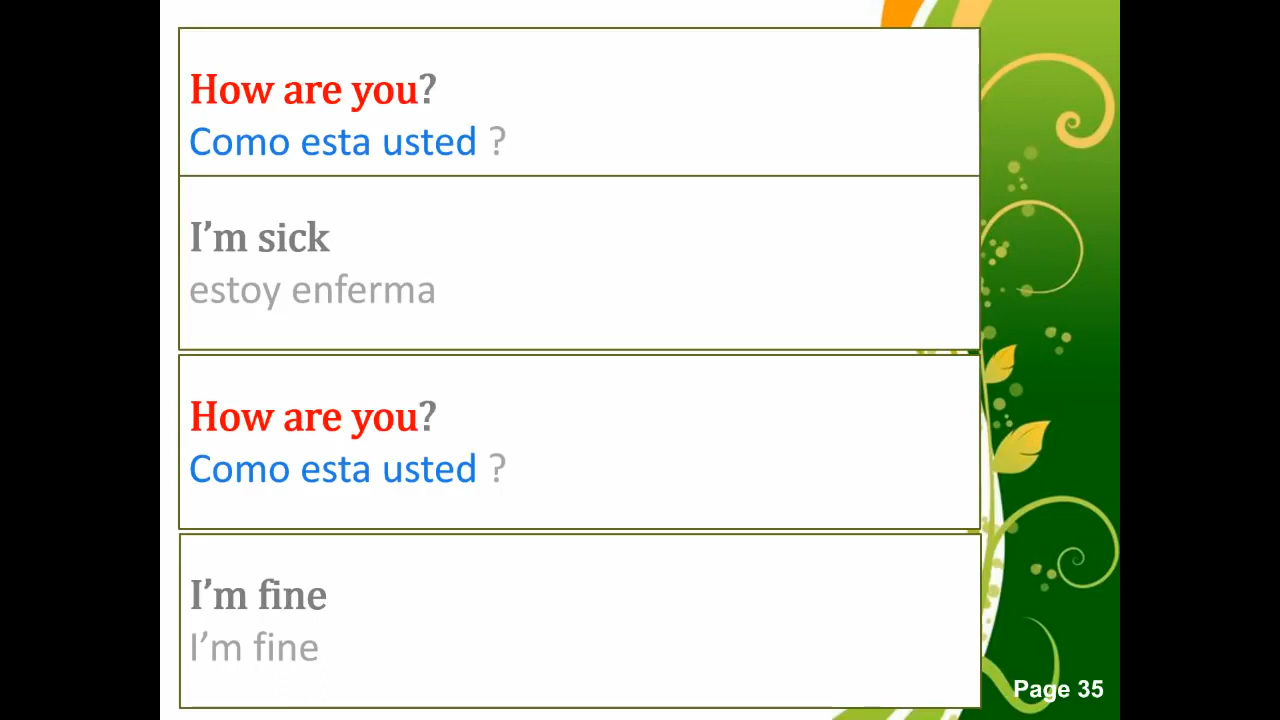 How are you?
Como esta usted ?
I’m sick
estoy enferma
How are you?
Como esta usted ?
I’m fine
I’m fine
Page 35